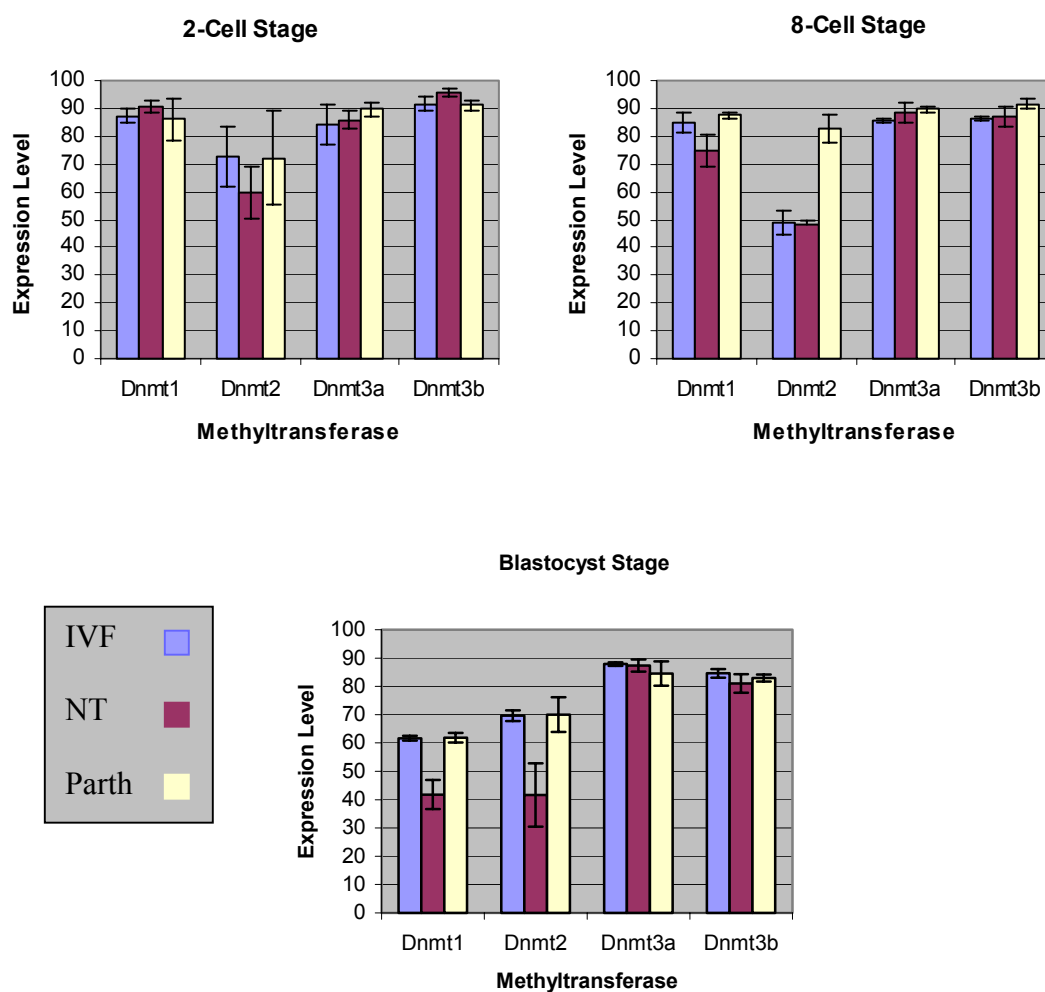 2-Cell Stage
100
90
80
70
60
50
40
30
20
10
0
Expression Level
Dnmt1 Dnmt2 Dnmt3a Dnmt3b
Methyltransferase
8-Cell Stage
100
90
80
70
60
50
40
30
20
10
0
Expression Level
Dnmt1 Dnmt2 Dnmt3a Dnmt3b
Methyltransferase
IVF
NT
Parth
Blastocyst Stage
100
90
80
70
60
50
40
30
20
10
0
Expression Level
Dnmt1 Dnmt2 Dnmt3a Dnmt3b
Methyltransferase